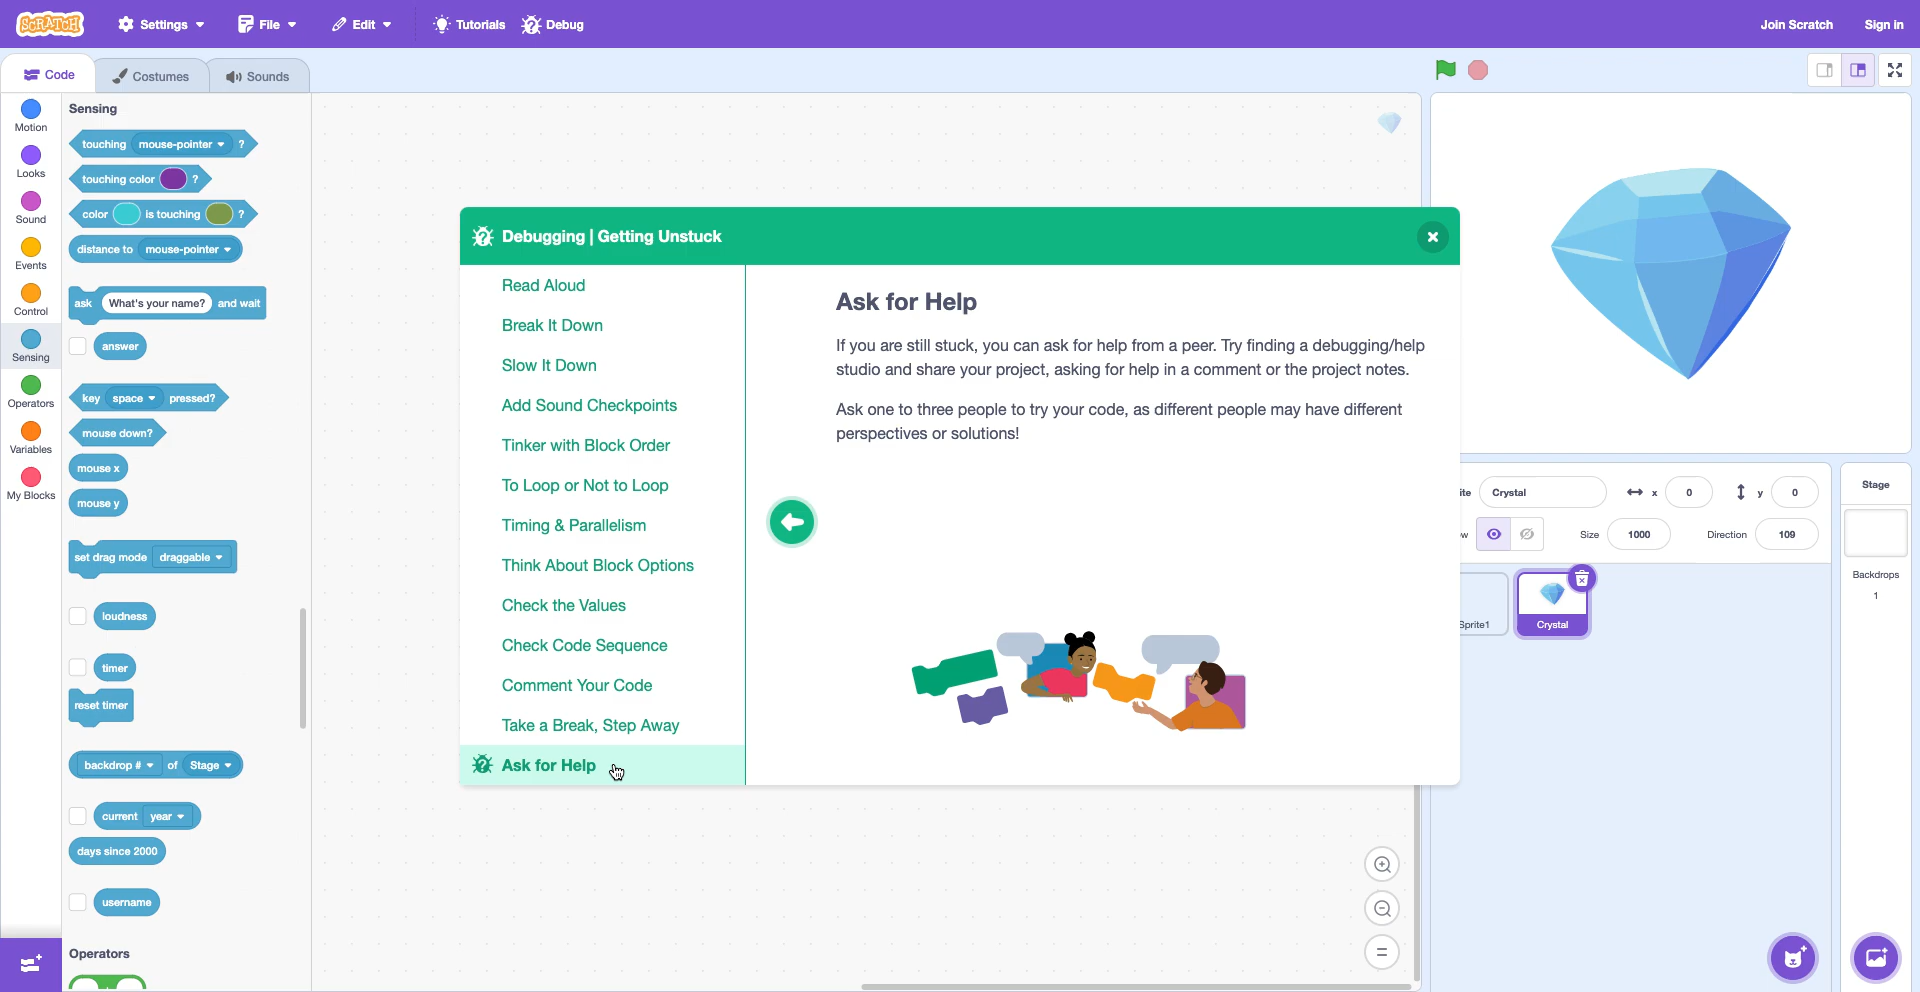 SCRATCH
Settings
File
Edit
Tutorials
Debug
Join Scratch
Sign in
Code
Costumes
Sounds
Motion
Looks
Sound
Events
Control
Sensing
Operators
Variables
My Blocks
Sensing
touching mouse-pointer ?
touching color ?
color is touching ?
distance to mouse-pointer
ask What's your name? and wait
answer
key space pressed?
mouse down?
mouse x
mouse y
set drag mode draggable
loudness
timer
reset timer
backdrop # of Stage
current year
days since 2000
username
Operators
Debugging | Getting Unstuck
Read Aloud
Break It Down
Slow It Down
Add Sound Checkpoints
Tinker with Block Order
To Loop or Not to Loop
Timing & Parallelism
Think About Block Options
Check the Values
Check Code Sequence
Comment Your Code
Take a Break, Step Away
Ask for Help
Ask for Help
If you are still stuck, you can ask for help from a peer. Try finding a debugging/help
studio and share your project, asking for help in a comment or the project notes.
Ask one to three people to try your code, as different people may have different
perspectives or solutions!
ite Crystal x 0 y 0
w Size 1000 Direction 109
Sprite1
Crystal
Stage
Backdrops
1